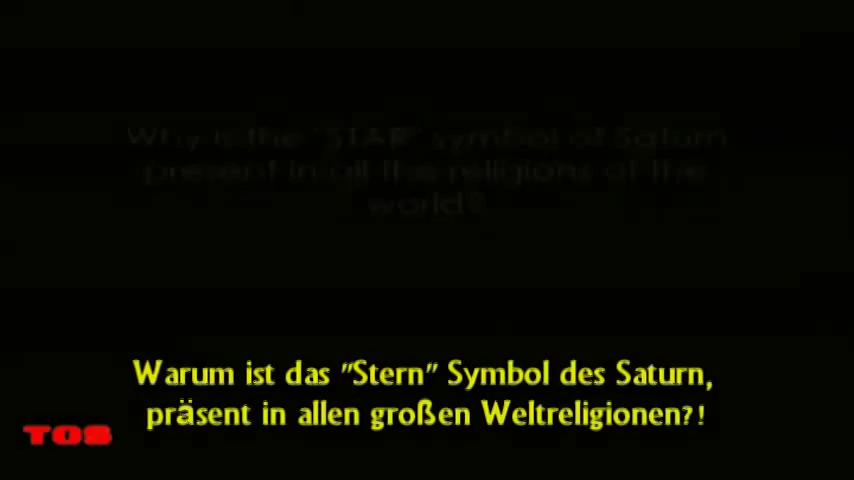 Why is the "STAR" symbol of Saturn
present in all the religions of the
world?
Warum ist das "Stern" Symbol des Saturn,
präsent in allen großen Weltreligionen?!
TOS